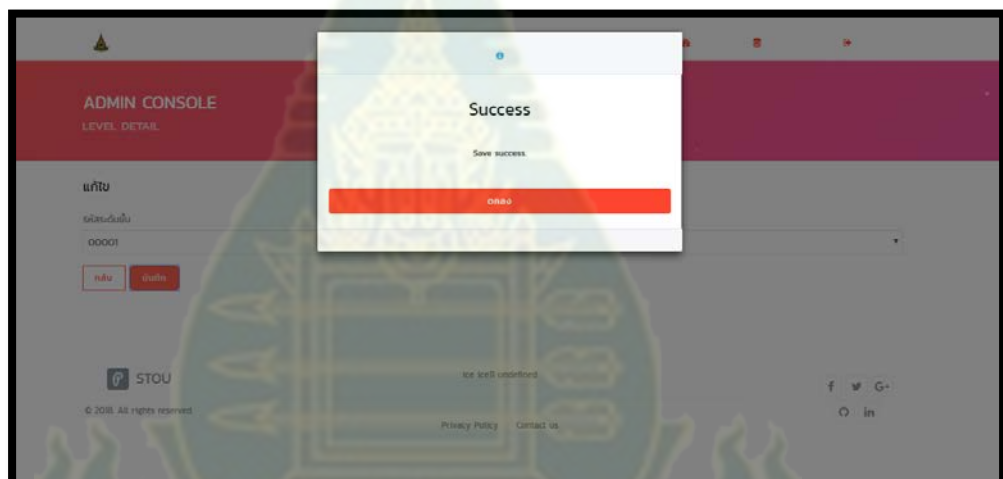 ADMIN CONSOLE
LEVEL DETAIL
Success
Save success.
ตกลง
แก้ไข
รหัสระดับชั้น
00001
กลับ
บันทึก
STOU
© 2018. All rights reserved.
undefined.
Privacy Policy
Contact us
f
G+
in